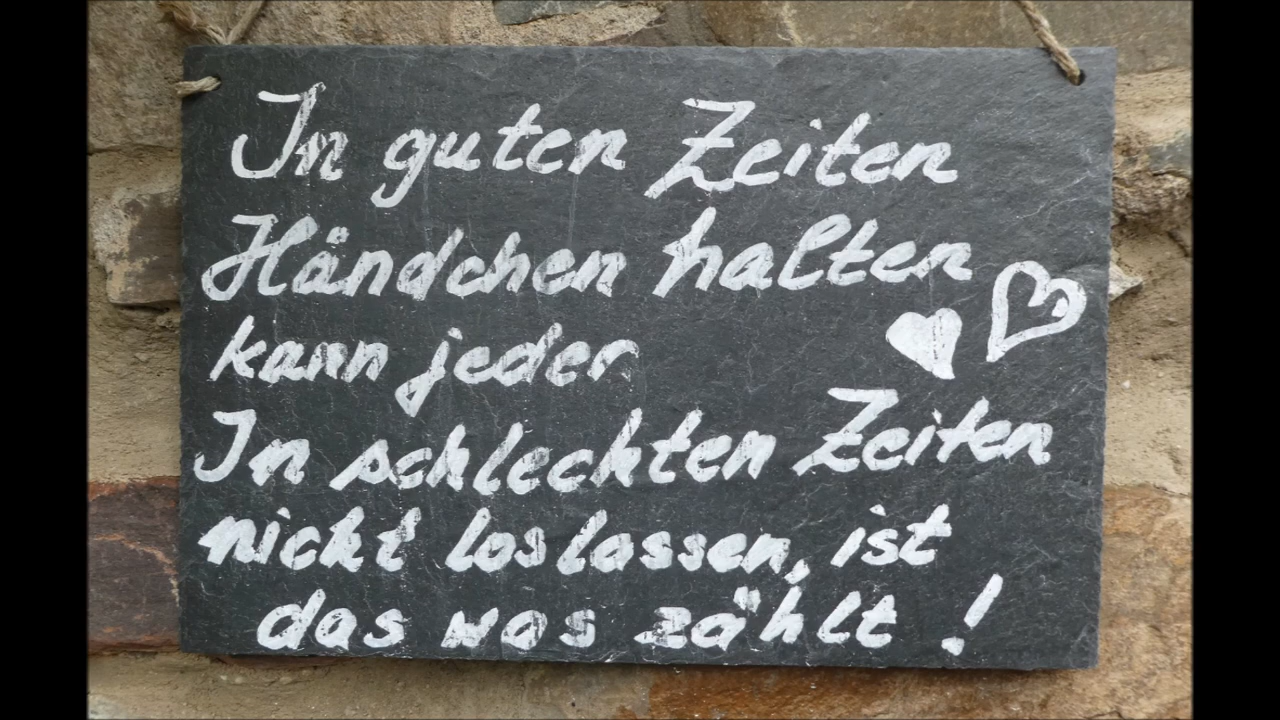 In guten Zeiten
Händchen halten
kann jeder
In schlechten Zeiten
nicht loslassen, ist
das was zählt !